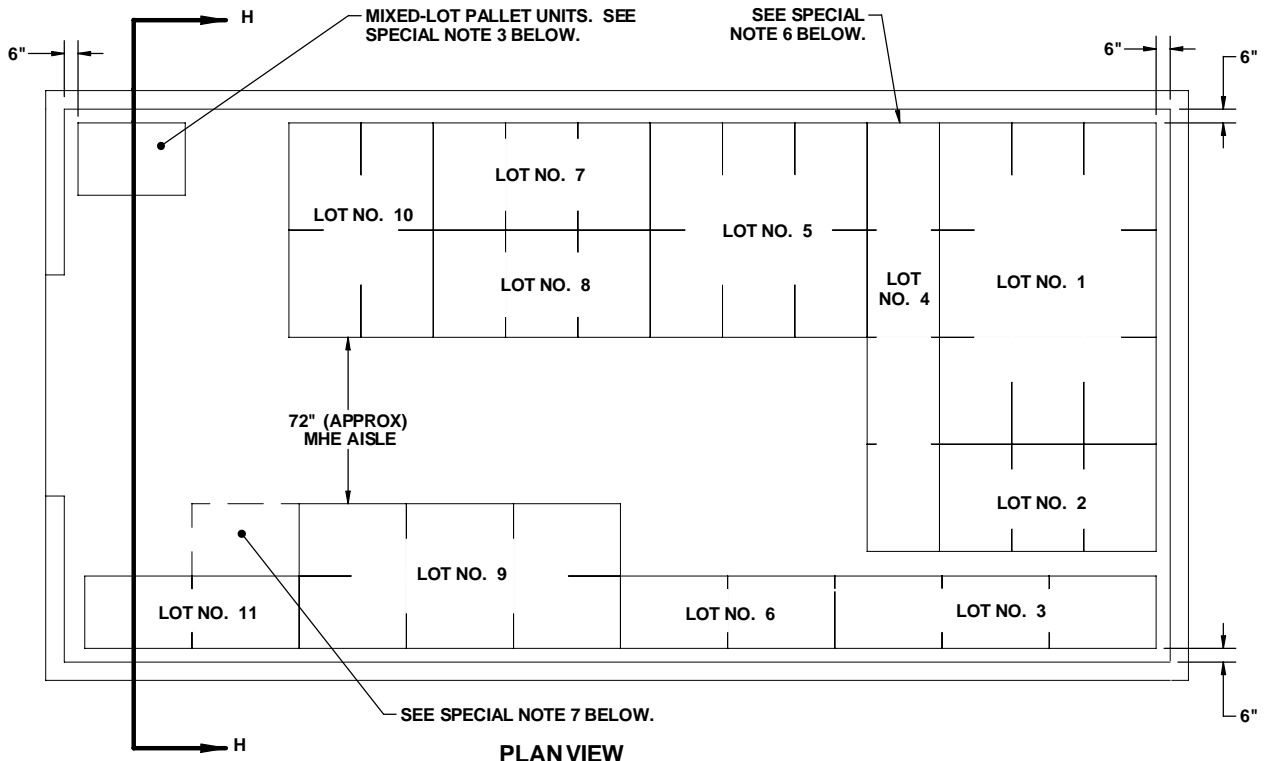 H
MIXED-LOT PALLET UNITS. SEE
SPECIAL NOTE 3 BELOW.
SEE SPECIAL
NOTE 6 BELOW.
6"
6"
6"
LOT NO. 7
LOT NO. 10
LOT NO. 5
LOT NO. 8
LOT
NO. 4
LOT NO. 1
72" (APPROX)
MHE AISLE
LOT NO. 2
LOT NO. 9
LOT NO. 11
LOT NO. 6
LOT NO. 3
SEE SPECIAL NOTE 7 BELOW.
6"
H
PLAN VIEW